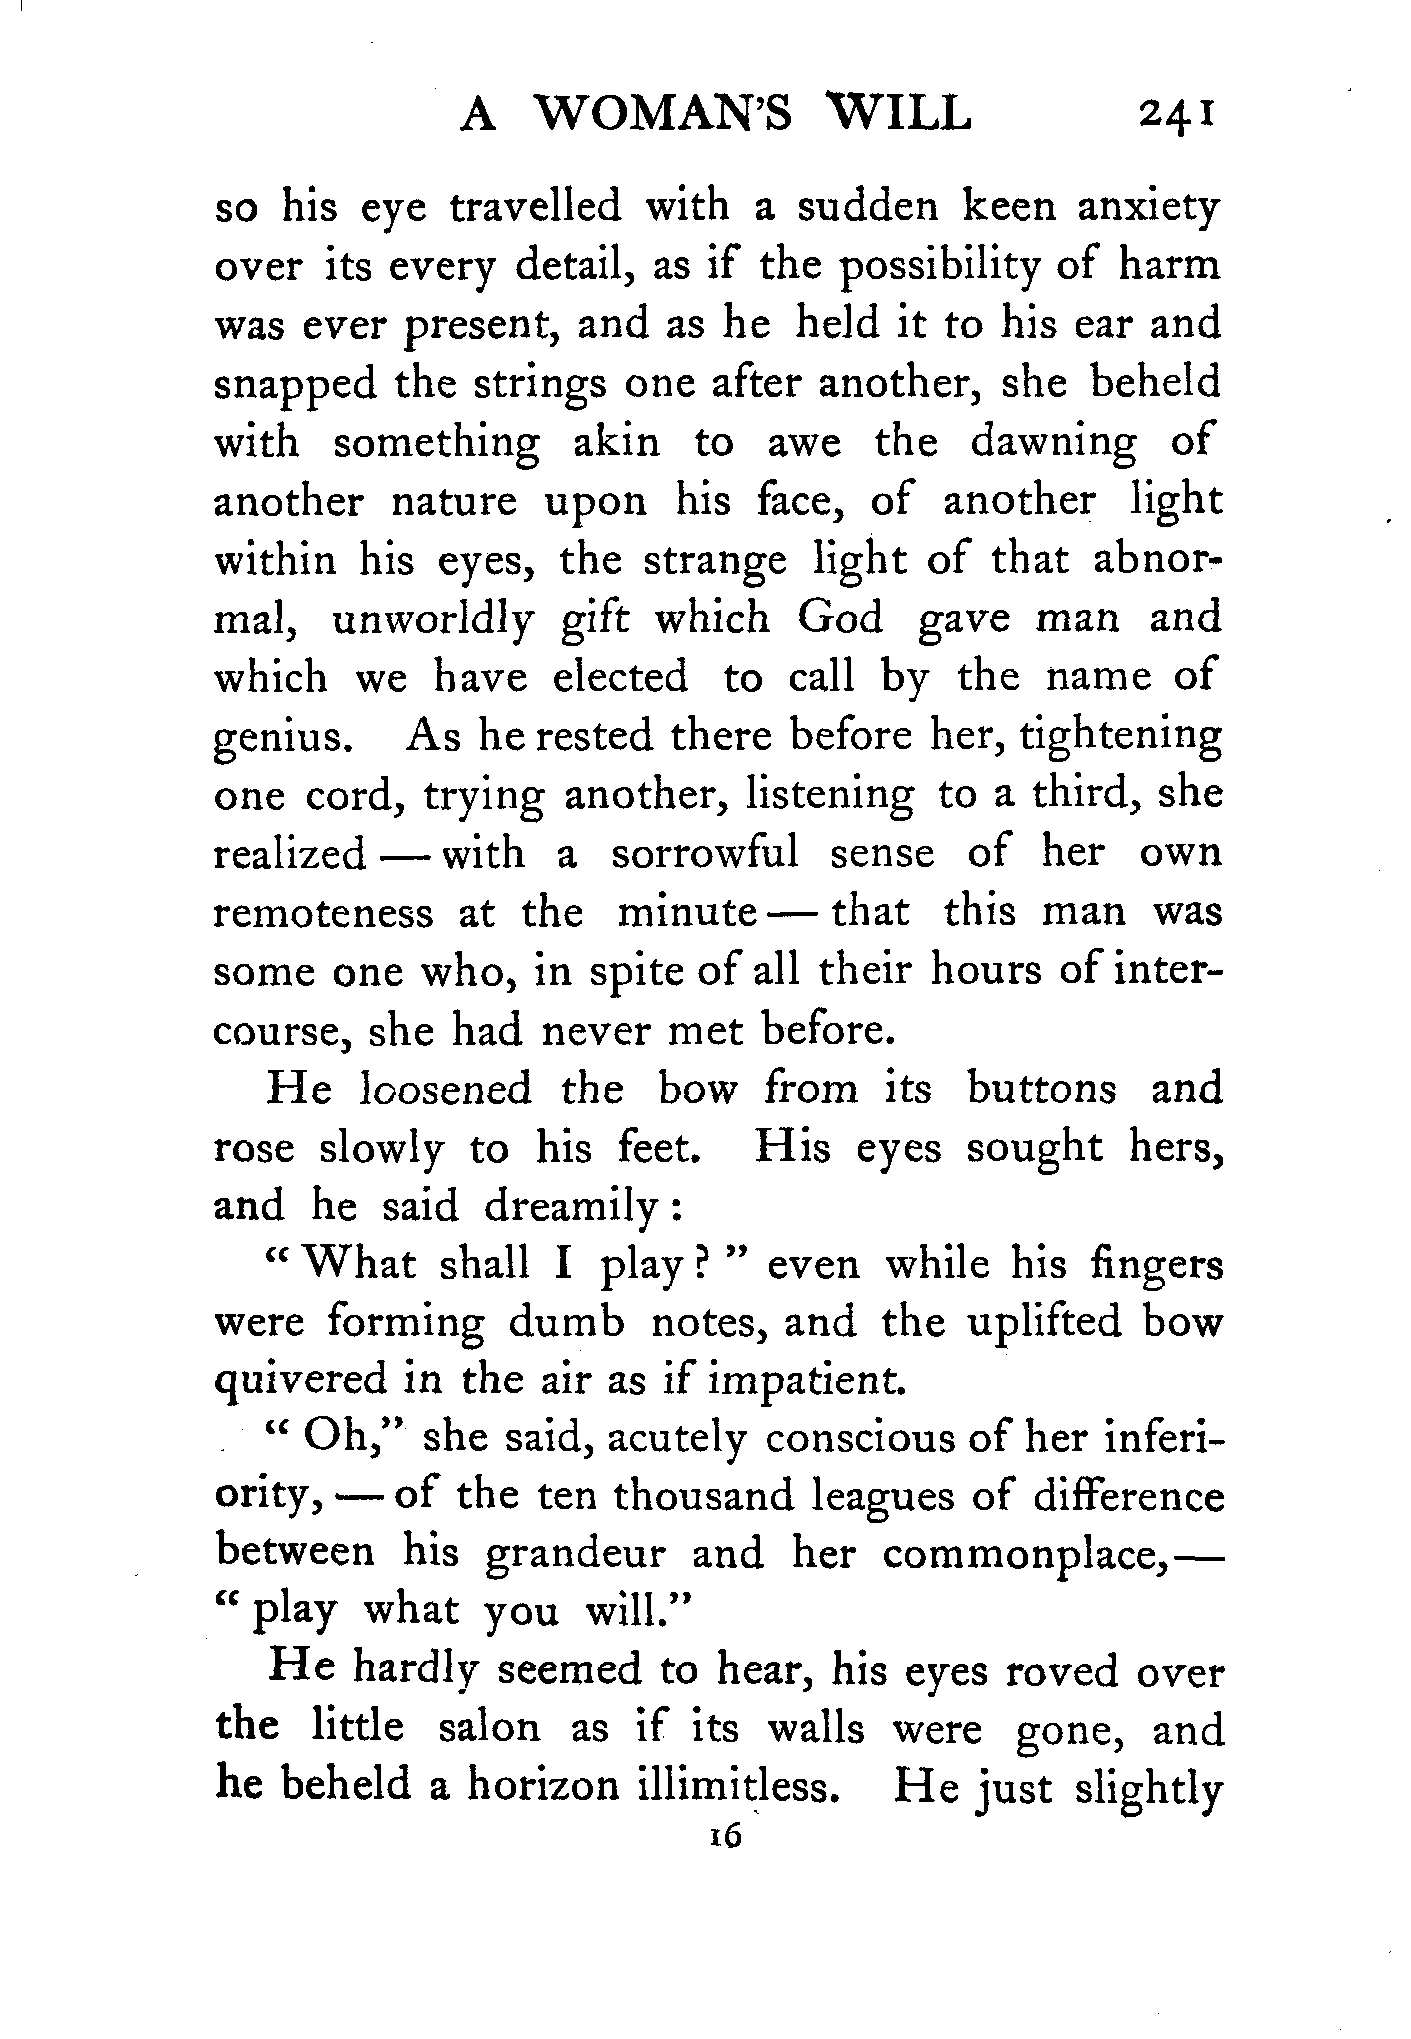 A WOMAN'S WILL 241
so his eye travelled with a sudden keen anxiety
over its every detail, as if the possibility of harm
was ever present, and as he held it to his ear and
snapped the strings one after another, she beheld
with something akin to awe the dawning of
another nature upon his face, of another light
within his eyes, the strange light of that abnor-
mal, unworldly gift which God gave man and
which we have elected to call by the name of
genius. As he rested there before her, tightening
one cord, trying another, listening to a third, she
realized — with a sorrowful sense of her own
remoteness at the minute — that this man was
some one who, in spite of all their hours of inter-
course, she had never met before.
He loosened the bow from its buttons and
rose slowly to his feet. His eyes sought hers,
and he said dreamily :
“ What shall I play ? ” even while his fingers
were forming dumb notes, and the uplifted bow
quivered in the air as if impatient.
“ Oh,” she said, acutely conscious of her inferi-
ority, — of the ten thousand leagues of difference
between his grandeur and her commonplace, —
“ play what you will.”
He hardly seemed to hear, his eyes roved over
the little salon as if its walls were gone, and
he beheld a horizon illimitless. He just slightly
16